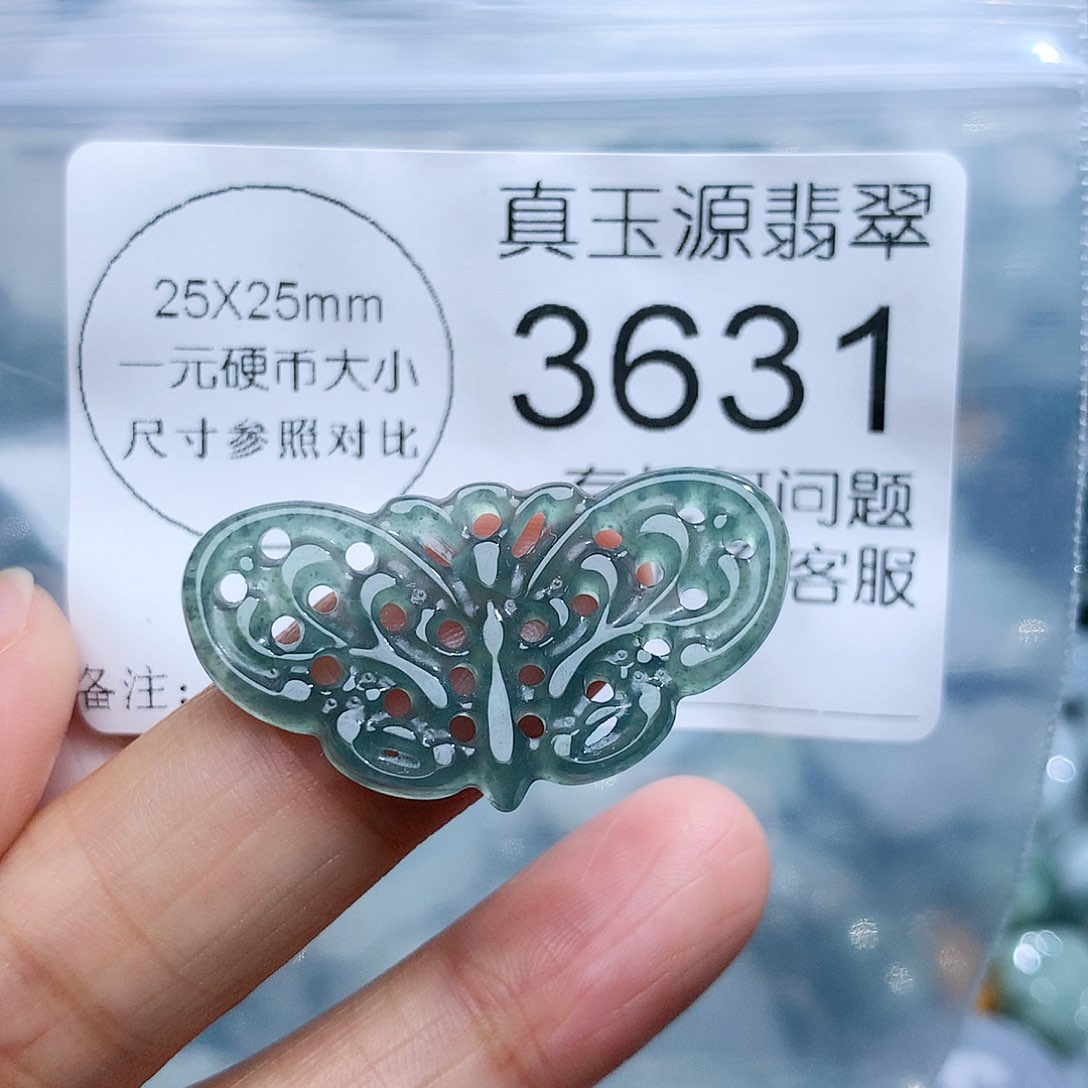 25X25mm
一元硬币大小
尺寸参照对比
真玉源翡翠
3631
问题
客服
备注：